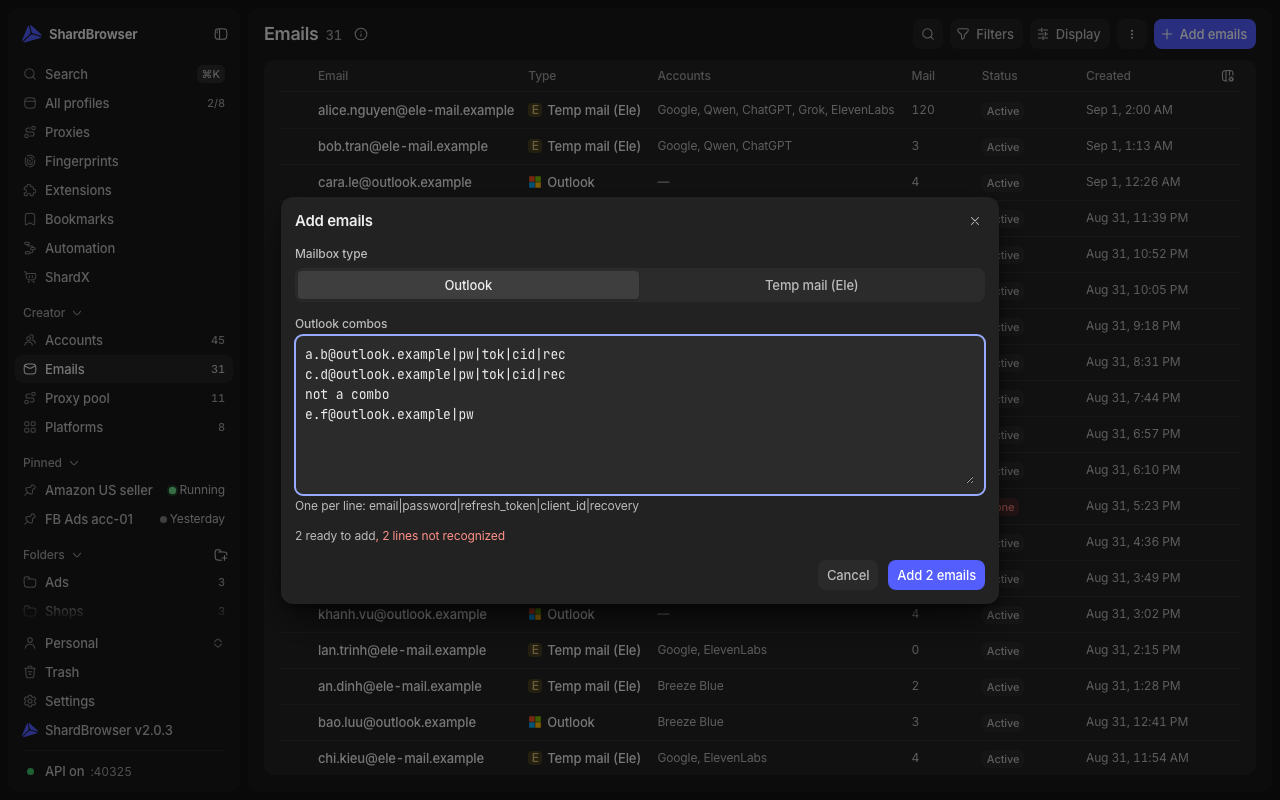 ShardBrowser
Search ⌘K
All profiles 2/8
Proxies
Fingerprints
Extensions
Bookmarks
Automation
ShardX
Creator
Accounts 45
Emails 31
Proxy pool 11
Platforms 8
Pinned
Amazon US seller Running
FB Ads acc-01 Yesterday
Folders
Ads 3
Shops 3
Personal
Trash
Settings
ShardBrowser v2.0.3
API on :40325
Emails 31
Filters
Display
Add emails
Email Type Accounts Mail Status Created
alice.nguyen@ele-mail.example E Temp mail (Ele) Google, Qwen, ChatGPT, Grok, ElevenLabs 120 Active Sep 1, 2:00 AM
bob.tran@ele-mail.example E Temp mail (Ele) Google, Qwen, ChatGPT 3 Active Sep 1, 1:13 AM
cara.le@outlook.example Outlook — 4 Active Sep 1, 12:26 AM
Aug 31, 11:39 PM
Aug 31, 10:52 PM
Aug 31, 10:05 PM
Aug 31, 9:18 PM
Aug 31, 8:31 PM
Aug 31, 7:44 PM
Aug 31, 6:57 PM
Aug 31, 6:10 PM
Aug 31, 5:23 PM
Aug 31, 4:36 PM
Aug 31, 3:49 PM
khanh.vu@outlook.example Outlook — 4 Active Aug 31, 3:02 PM
lan.trinh@ele-mail.example E Temp mail (Ele) Google, ElevenLabs 0 Active Aug 31, 2:15 PM
an.dinh@ele-mail.example E Temp mail (Ele) Breeze Blue 2 Active Aug 31, 1:28 PM
bao.luu@outlook.example Outlook Breeze Blue 3 Active Aug 31, 12:41 PM
chi.kieu@ele-mail.example E Temp mail (Ele) Google, ElevenLabs 4 Active Aug 31, 11:54 AM
Add emails
Mailbox type
Outlook Temp mail (Ele)
Outlook combos
a.b@outlook.example|pw|tok|cid|rec
c.d@outlook.example|pw|tok|cid|rec
not a combo
e.f@outlook.example|pw
One per line: email|password|refresh_token|client_id|recovery
2 ready to add, 2 lines not recognized
Cancel Add 2 emails